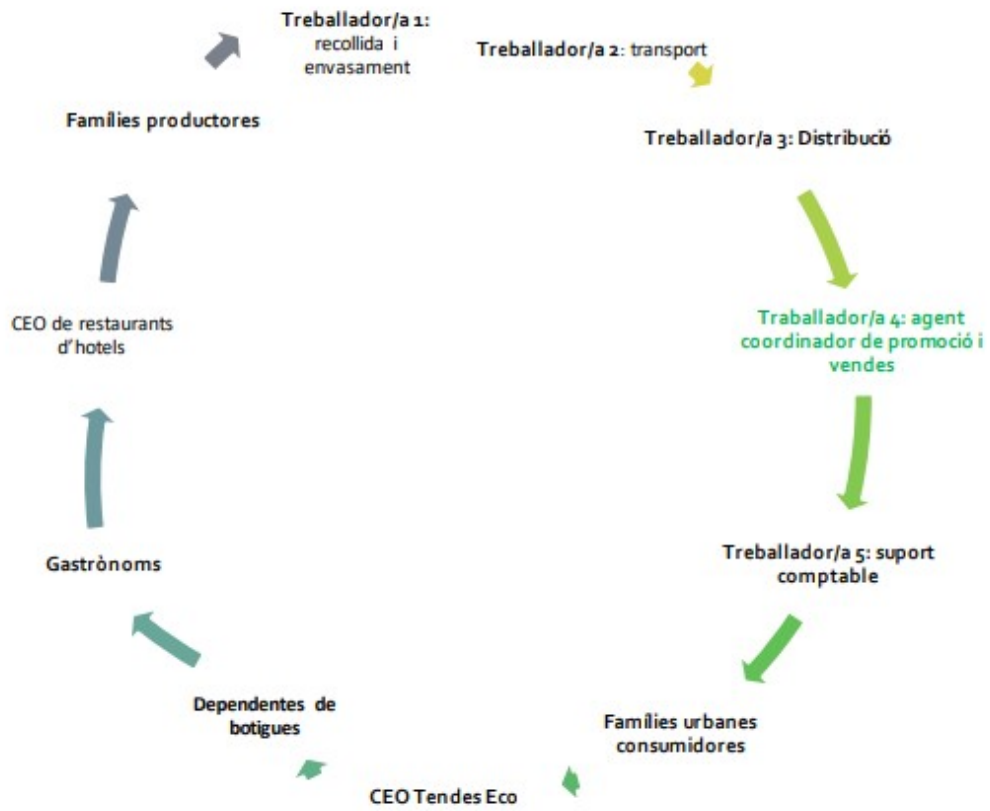 Treballador/a 1:
recollida i
envasament
Treballador/a 2: transport
Treballador/a 3: Distribució
Traballador/a 4: agent
coordinador de promoció i
vendes
Treballador/a 5: suport
comptable
Famílies urbanes
consumidores
CEO Tendes Eco
Dependentes de
botigues
Gastrònoms
CEO de restaurants
d'hotels
Famílies productores